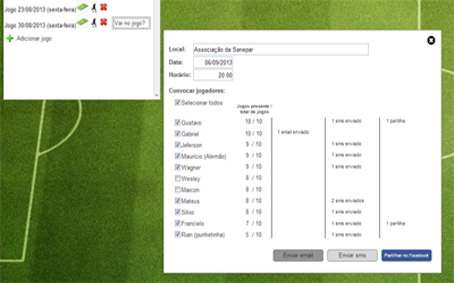 Jogo 23/08/2013 (sexta-feira)
Jogo 30/08/2013 (sexta-feira) Vai no jogo?
Adicionar jogo
Local: Associação da Sanepar
Data: 06/09/2013
Horário: 20:00
Convocar jogadores:
Selecionar todos Jogos presente / total de jogos
Gustavo 10 / 10 1 sms enviado 1 partilha
Gabriel 10 / 10 1 email enviado
Jeferson 9 / 10 1 sms enviado
Maurício (Alemão) 9 / 10 1 sms enviado
Wagner 9 / 10 1 sms enviado
Wesley 8 / 10
Maicon 8 / 10
Mateus 8 / 10 2 sms enviados
Silvio 8 / 10 1 sms enviado
Francielo 7 / 10 1 sms enviado 1 partilha
Rian (punhetinha) 5 / 10 1 sms enviado
Enviar email Enviar sms Partilhar no Facebook